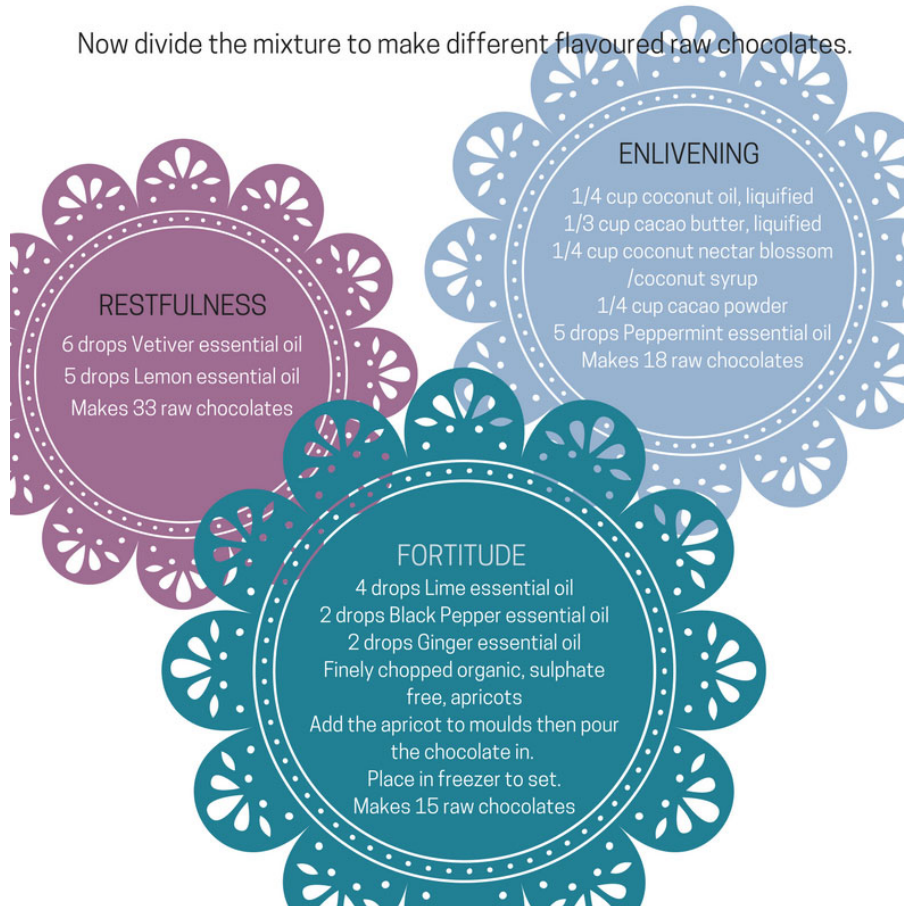 Now divide the mixture to make different flavoured raw chocolates.
ENLIVENING
1/4 cup coconut oil, liquified
1/3 cup cacao butter, liquified
1/4 cup coconut nectar blossom
/coconut syrup
1/4 cup cacao powder
5 drops Peppermint essential oil
Makes 18 raw chocolates
RESTFULNESS
6 drops Vetiver essential oil
5 drops Lemon essential oil
Makes 33 raw chocolates
FORTITUDE
4 drops Lime essential oil
2 drops Black Pepper essential oil
2 drops Ginger essential oil
Finely chopped organic, sulphate
free, apricots
Add the apricot to moulds then pour
the chocolate in.
Place in freezer to set.
Makes 15 raw chocolates